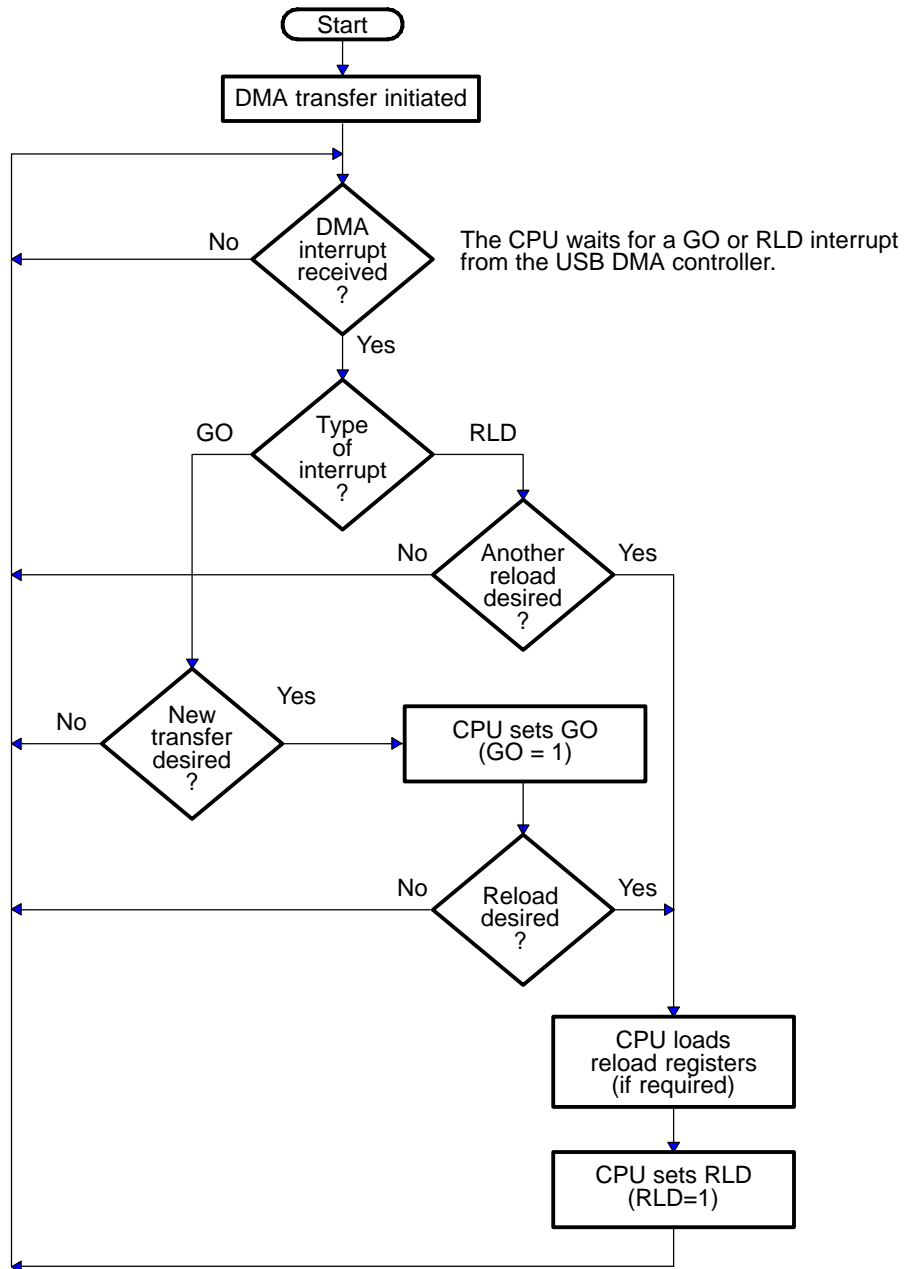 Start
DMA transfer initiated
DMA
interrupt
received
?
No
The CPU waits for a GO or RLD interrupt
from the USB DMA controller.
Yes
Type
of
interrupt
?
GO
RLD
Another
reload
desired
?
No
Yes
New
transfer
desired
?
No
Yes
CPU sets GO
(GO = 1)
Reload
desired
?
No
Yes
CPU loads
reload registers
(if required)
CPU sets RLD
(RLD=1)